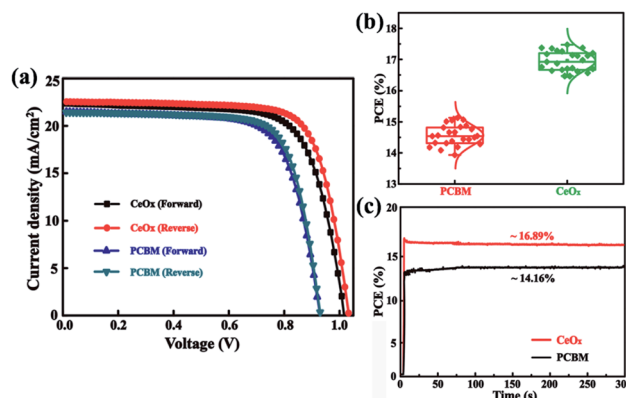 (a)
Current density (mA/cm²)
25
20
15
10
5
0
CeOx (Forward)
CeOx (Reverse)
PCBM (Forward)
PCBM (Reverse)
0.0
0.2
0.4
0.6
0.8
1.0
Voltage (V)
(b)
PCE (%)
18
17
16
15
14
13
PCBM
CeOx
(c)
PCE (%)
20
15
10
5
0
~ 16.89%
~ 14.16%
CeOx
PCBM
0
50
100
150
200
250
300
Time (s)